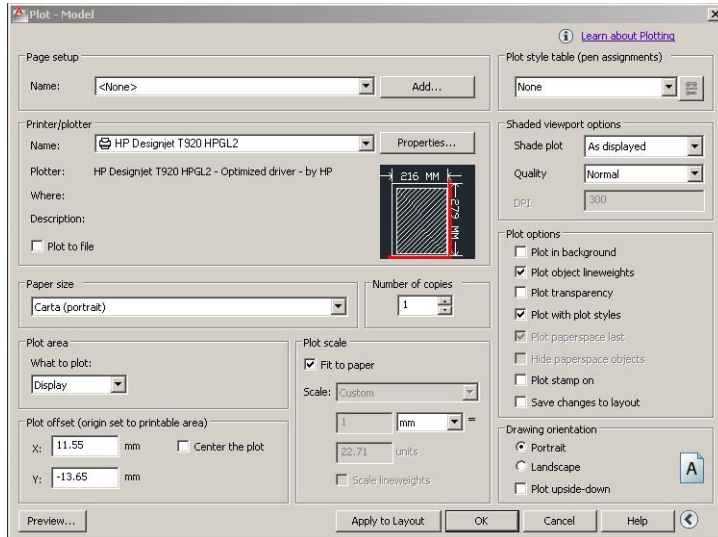 Plot - Model
Learn about Plotting
Page setup
Name: <None> Add...
Plot style table (pen assignments)
None
Printer/plotter
Name: HP Designjet T920 HPGL2 Properties...
Plotter: HP Designjet T920 HPGL2 - Optimized driver - by HP
Where:
Description:
Plot to file
216 MM
279 MM
Shaded viewport options
Shade plot As displayed
Quality Normal
DPI 300
Paper size
Carta (portrait)
Number of copies
1
Plot area
What to plot:
Display
Plot scale
Fit to paper
Scale: Custom
1 mm =
22.71 units
Scale lineweights
Plot offset (origin set to printable area)
X: 11.55 mm Center the plot
Y: -13.65 mm
Plot options
Plot in background
Plot object lineweights
Plot transparency
Plot with plot styles
Plot paperspace last
Hide paperspace objects
Plot stamp on
Save changes to layout
Drawing orientation
Portrait
Landscape
Plot upside-down
A
Preview... Apply to Layout OK Cancel Help